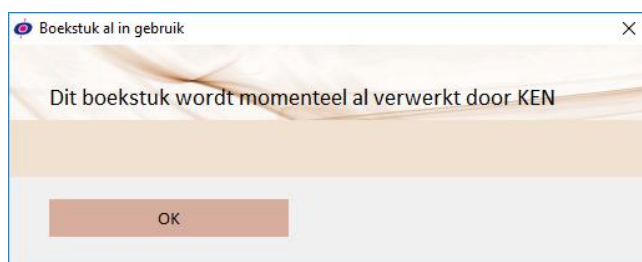 Boekstuk al in gebruik
Dit boekstuk wordt momenteel al verwerkt door KEN
OK